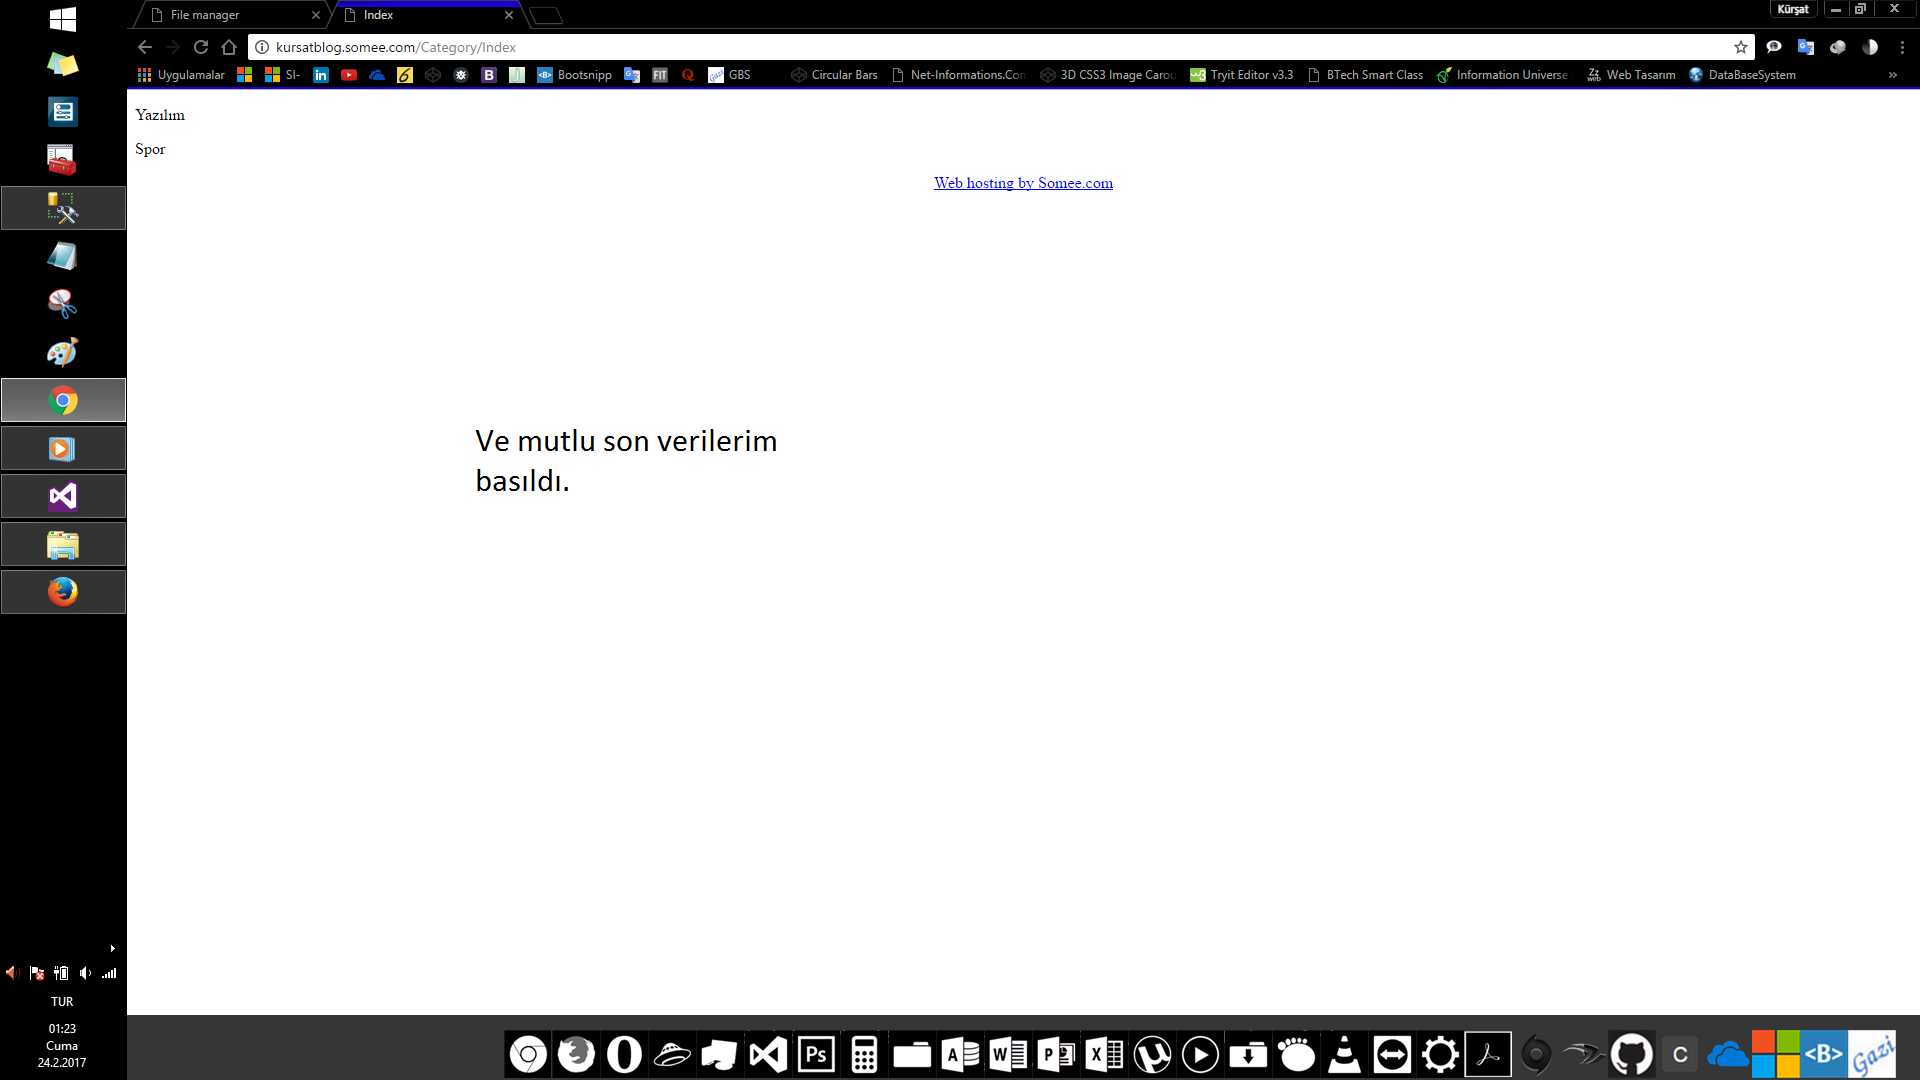 File manager
Index
Kürşat
kursatblog.somee.com/Category/Index
Uygulamalar
SI-
Bootsnipp
FIT
GBS
Circular Bars
Net-Informations.Com
3D CSS3 Image Carou
Tryit Editor v3.3
BTech Smart Class
Information Universe
Web Tasarım
DataBaseSystem
Yazılım
Spor
Web hosting by Somee.com
Ve mutlu son verilerim
basıldı.
TUR
01:23
Cuma
24.2.2017
Ps
C
<B>
Gazi